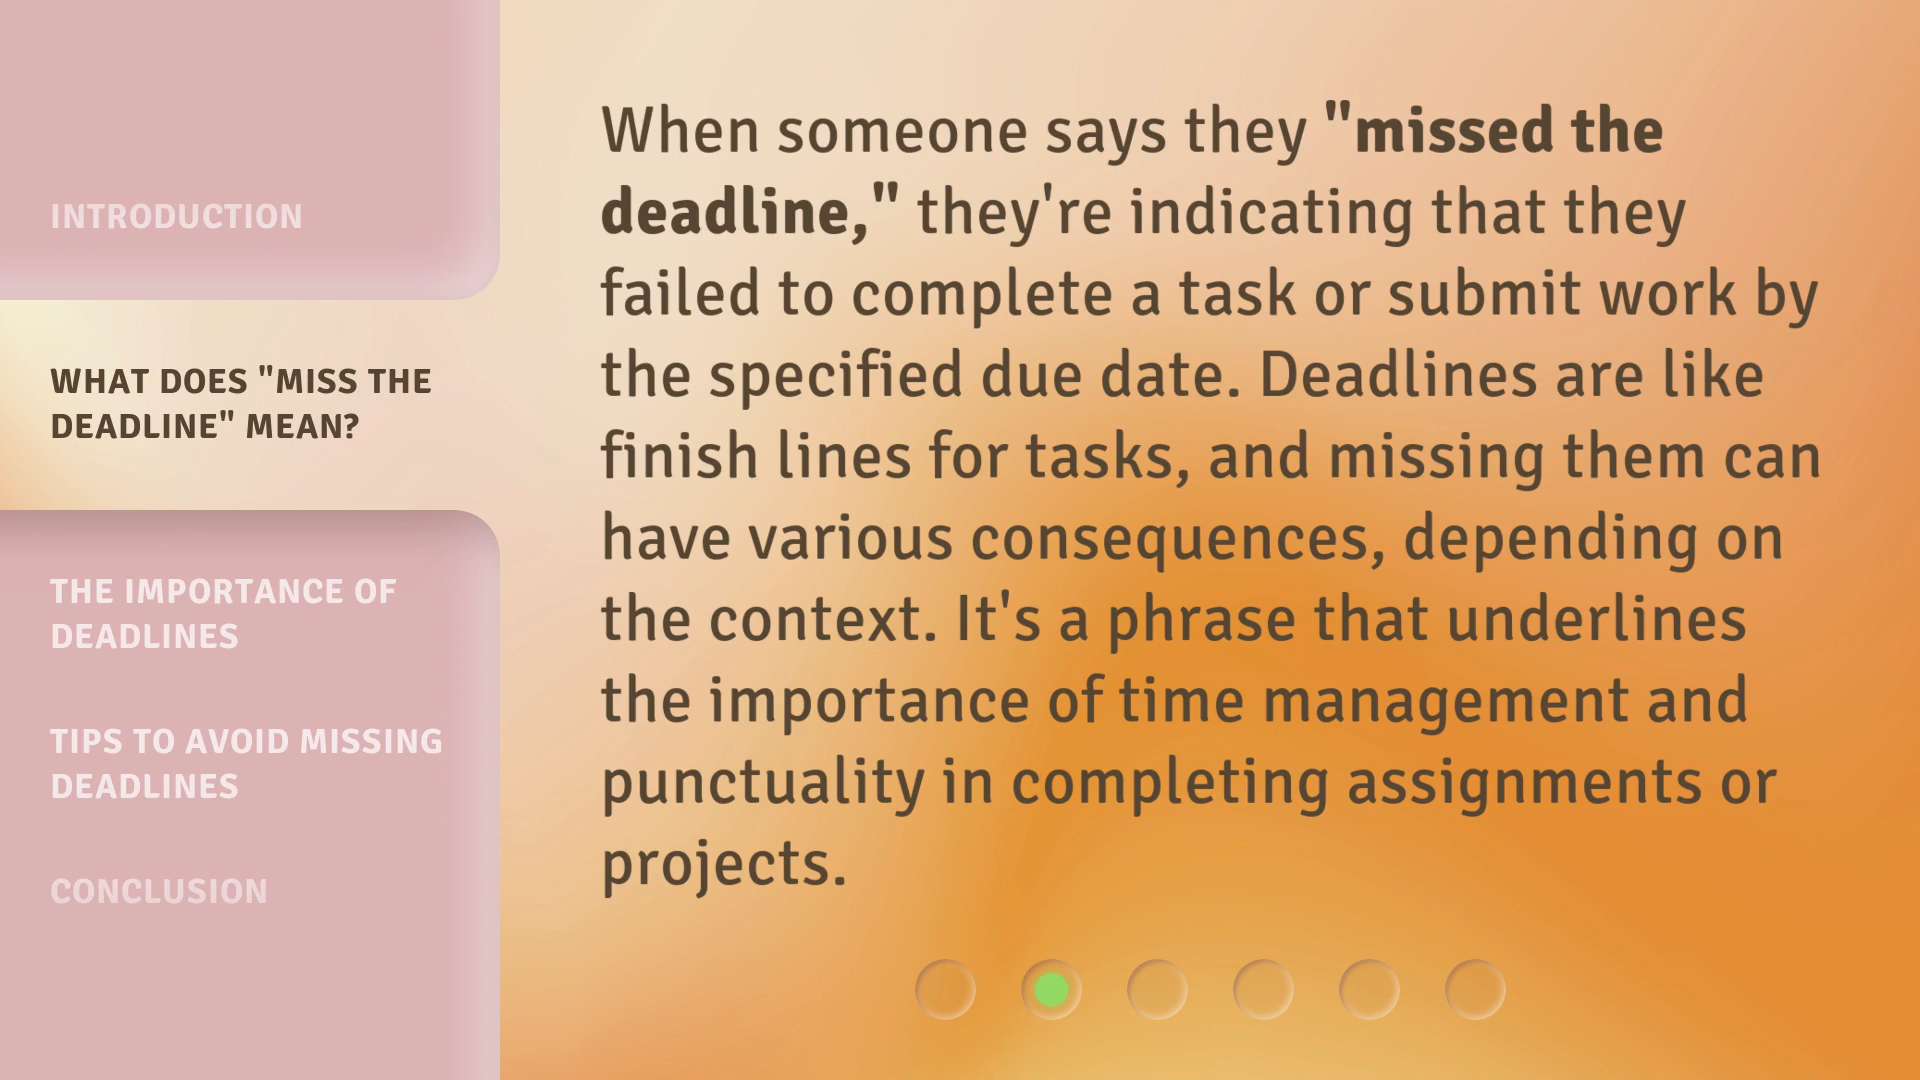 INTRODUCTION
WHAT DOES "MISS THE
DEADLINE" MEAN?
THE IMPORTANCE OF
DEADLINES
TIPS TO AVOID MISSING
DEADLINES
CONCLUSION
When someone says they "missed the
deadline," they're indicating that they
failed to complete a task or submit work by
the specified due date. Deadlines are like
finish lines for tasks, and missing them can
have various consequences, depending on
the context. It's a phrase that underlines
the importance of time management and
punctuality in completing assignments or
projects.